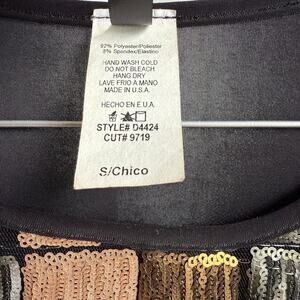 92% Polyester/Poliester
8% Spandex/Elastino
HAND WASH COLD
DO NOT BLEACH
HANG DRY
LAVE FRIO A MANO
MADE IN U.S.A.
HECHO EN E.U.A.
STYLE# D4424
CUT# 9719
S/Chico